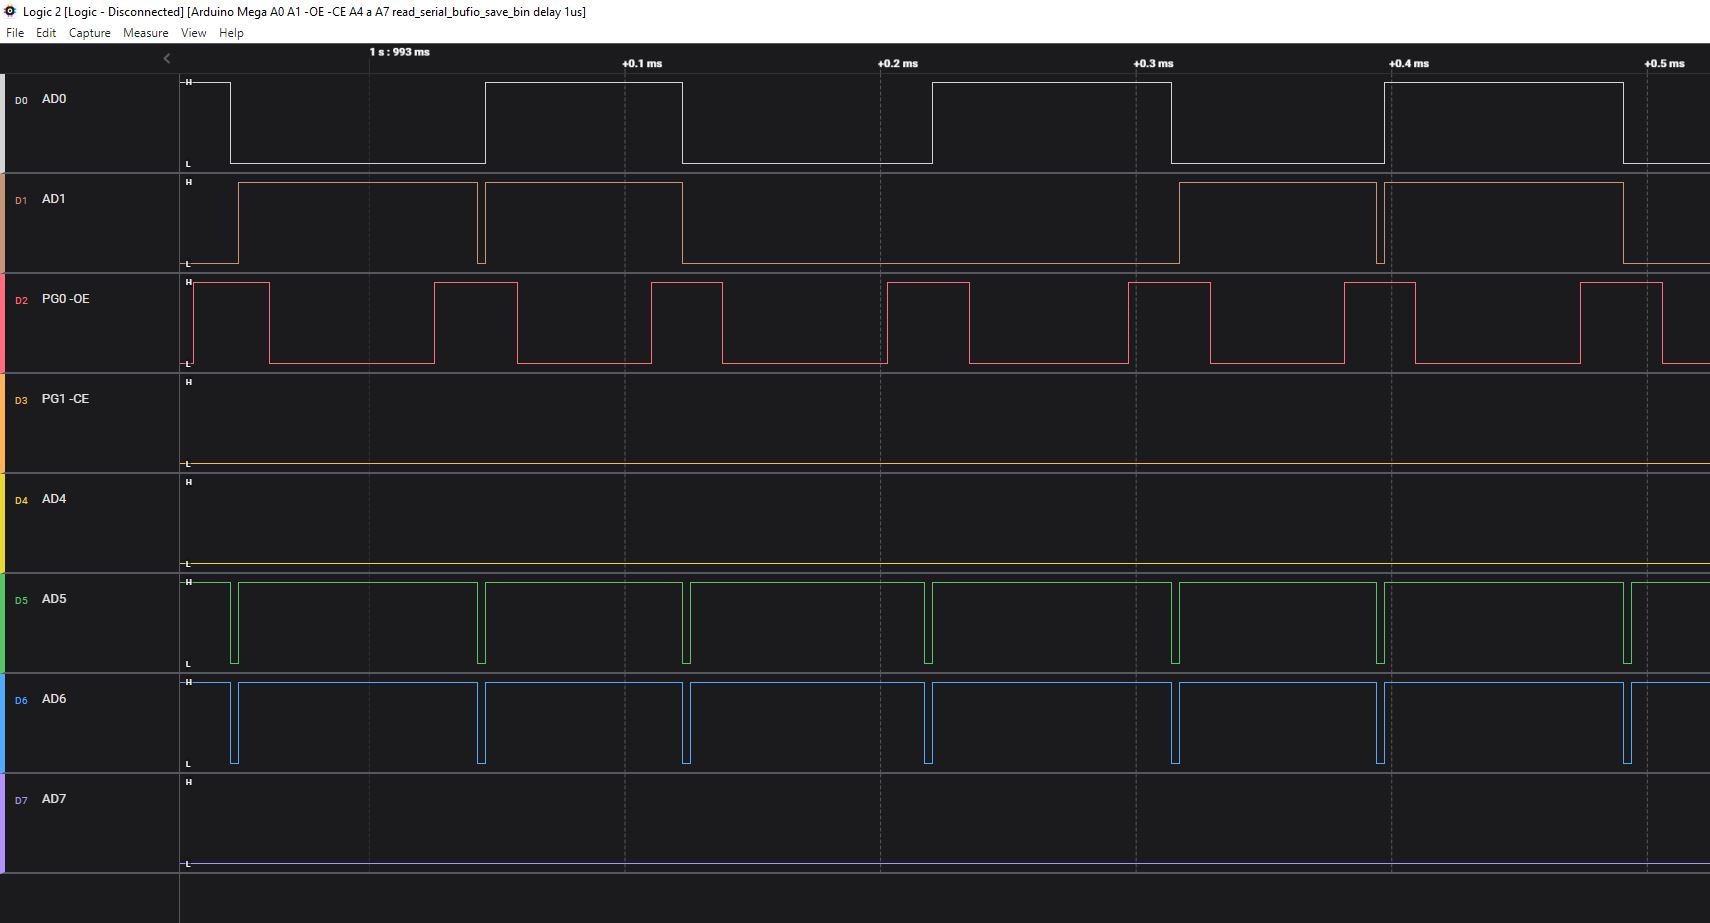 Logic 2 [Logic - Disconnected] [Arduino Mega A0 A1 -OE -CE A4 a A7 read_serial_bufio_save_bin delay 1us]
File Edit Capture Measure View Help
1 s : 993 ms
+0.1 ms +0.2 ms +0.3 ms +0.4 ms +0.5 ms
H
D0 AD0
L
H
D1 AD1
L
H
D2 PG0 -OE
L
H
D3 PG1 -CE
L
H
D4 AD4
L
H
D5 AD5
L
H
D6 AD6
L
H
D7 AD7
L